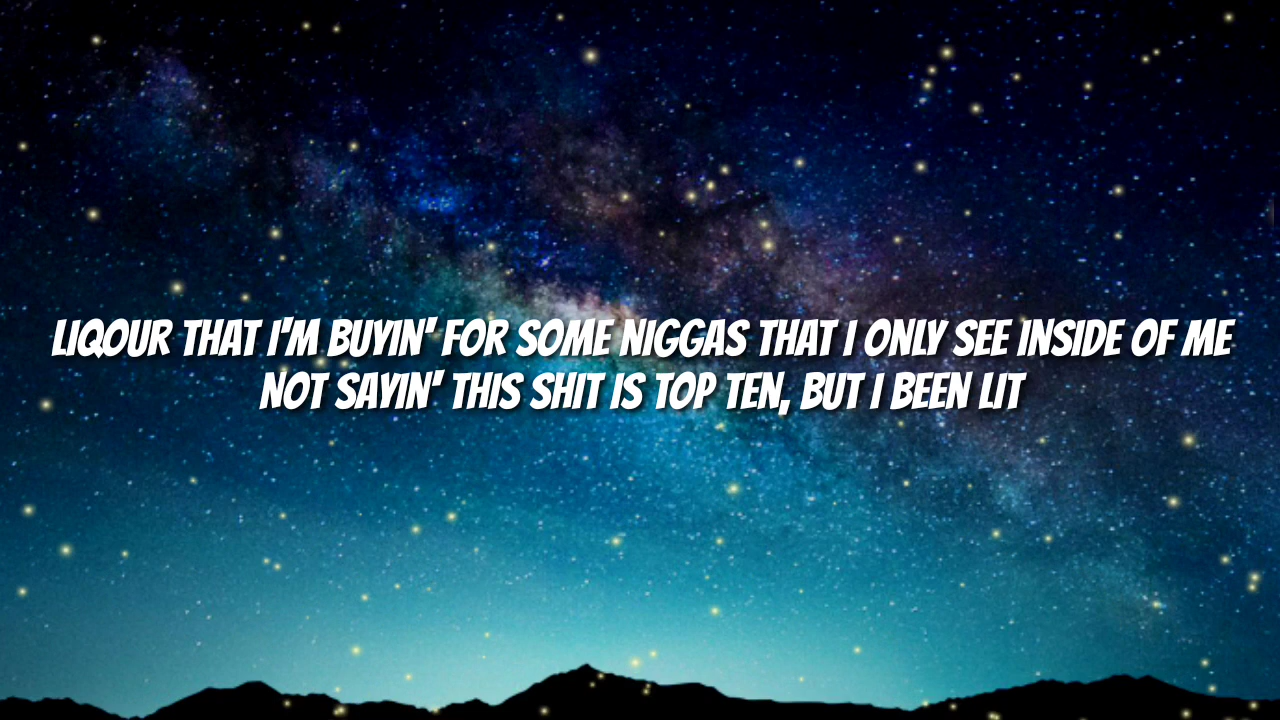 LIQOUR THAT I'M BUYIN' FOR SOME NIGGAS THAT I ONLY SEE INSIDE OF ME
NOT SAYIN' THIS SHIT IS TOP TEN, BUT I BEEN LIT